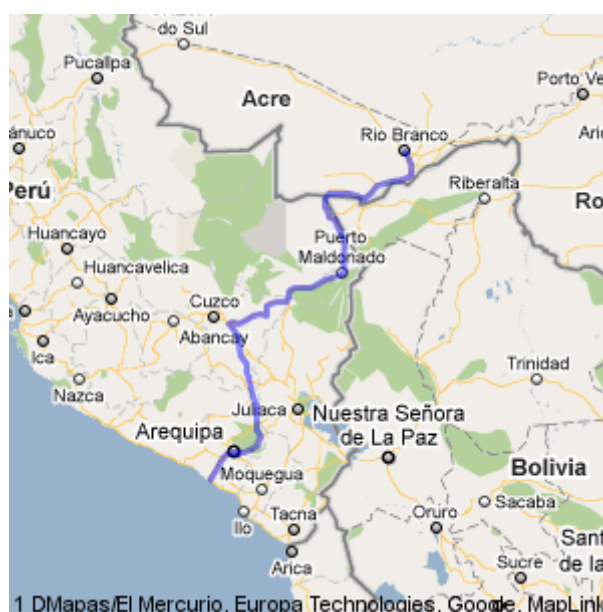 do Sul
Pucallpa
Acre
Porto Ve
ánuco
Rio Branco
Aric
Riberalta
Perú
Ro
Huancayo
Puerto
Maldonado
Huancavelica
Cuzco
Ayacucho
Abancay
Ica
Trinidad
Nazca
Juliaca
Nuestra Señora
de La Paz
Arequipa
Moquegua
Bolivia
Sacaba
Ilo
Tacna
Oruro
Sant
de la
Arica
Sucre
1 DMapas/El Mercurio, Europa Technologies, Google, MapLink